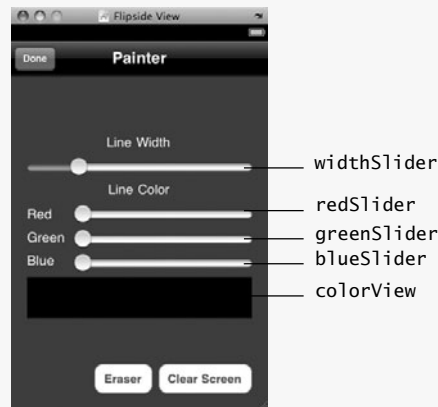 Flipside View
Done
Painter
Line Width
widthSlider
Line Color
Red
redSlider
Green
greenSlider
Blue
blueSlider
colorView
Eraser
Clear Screen